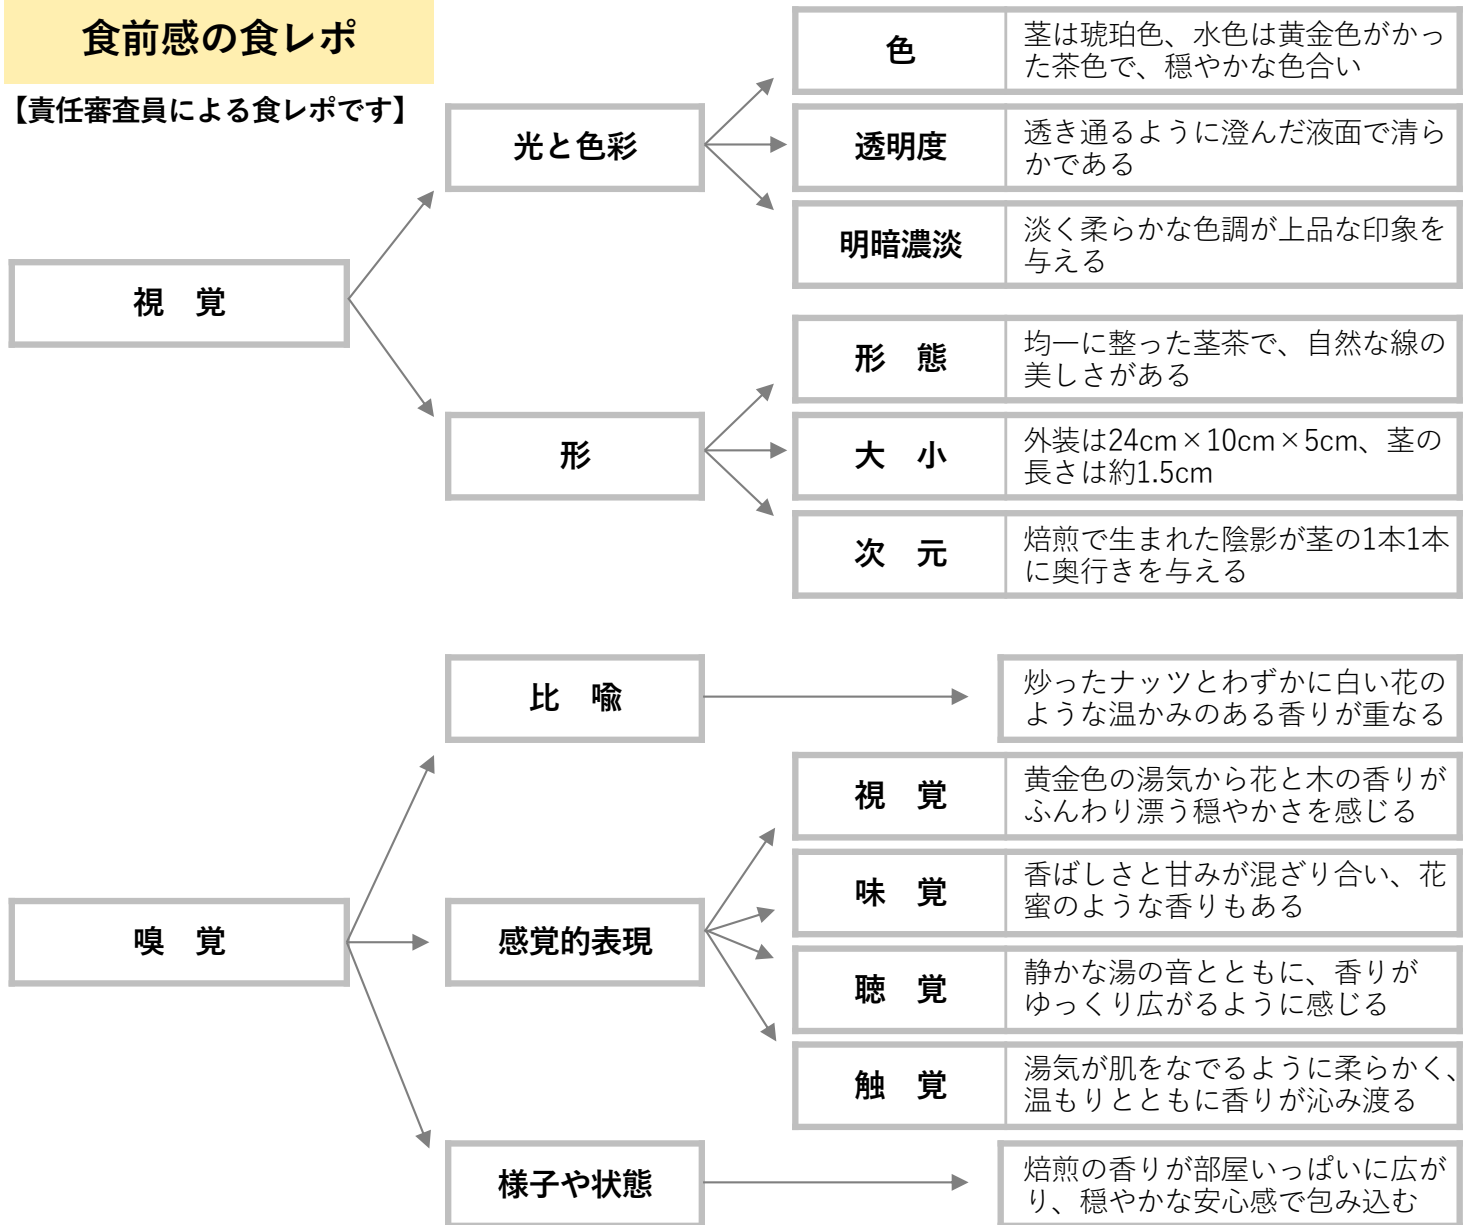 食前感の食レポ
【責任審査員による食レポです】
視　覚
光と色彩
色
茎は琥珀色、水色は黄金色がかっ
た茶色で、穏やかな色合い
透明度
透き通るように澄んだ液面で清ら
かである
明暗濃淡
淡く柔らかな色調が上品な印象を
与える
形
形　態
均一に整った茎茶で、自然な線の
美しさがある
大　小
外装は24cm×10cm×5cm、茎の
長さは約1.5cm
次　元
焙煎で生まれた陰影が茎の1本1本
に奥行きを与える
嗅　覚
比　喩
炒ったナッツとわずかに白い花の
ような温かみのある香りが重なる
感覚的表現
視　覚
黄金色の湯気から花と木の香りが
ふんわり漂う穏やかさを感じる
味　覚
香ばしさと甘みが混ざり合い、花
蜜のような香りもある
聴　覚
静かな湯の音とともに、香りが
ゆっくり広がるように感じる
触　覚
湯気が肌をなでるように柔らかく、
温もりとともに香りが沁み渡る
様子や状態
焙煎の香りが部屋いっぱいに広が
り、穏やかな安心感で包み込む